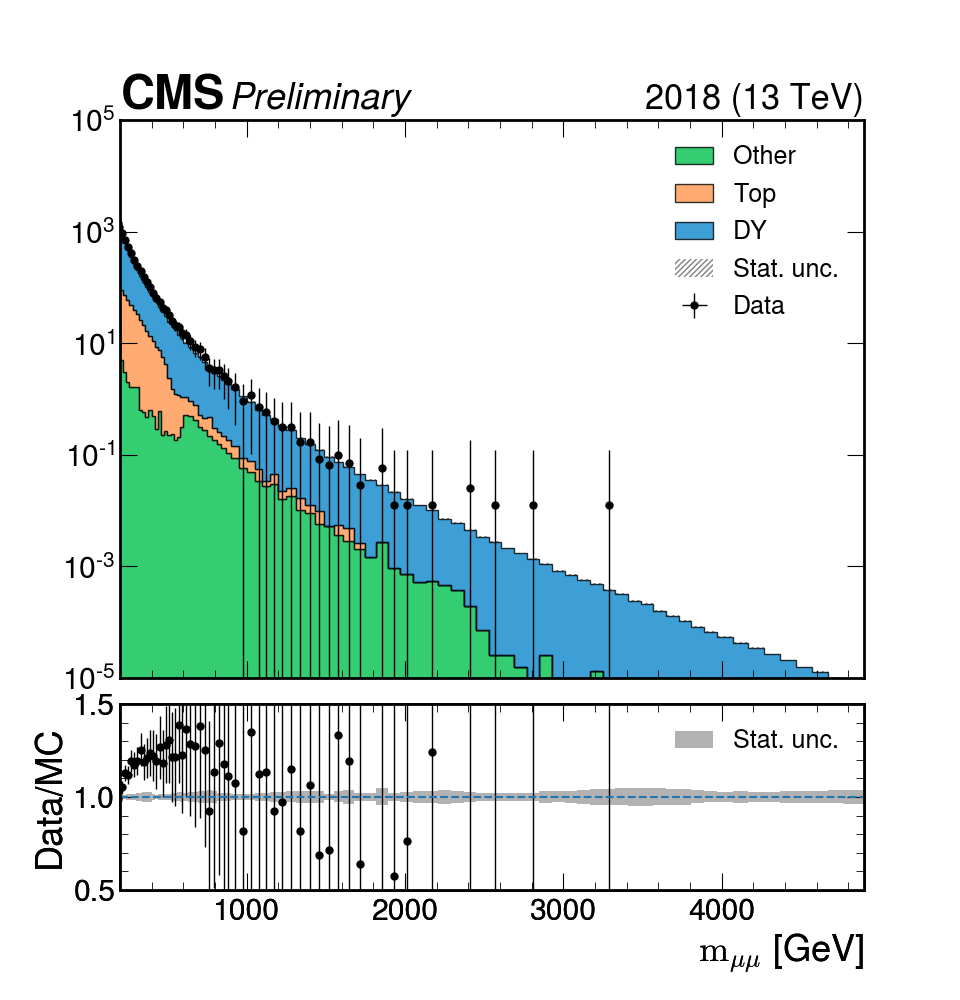 CMS Preliminary 2018 (13 TeV)
10^5
10^3
10^1
10^-1
10^-3
10^-5
Other
Top
DY
Stat. unc.
Data
1.5
1.0
0.5
Data/MC
Stat. unc.
1000 2000 3000 4000
m_μμ [GeV]